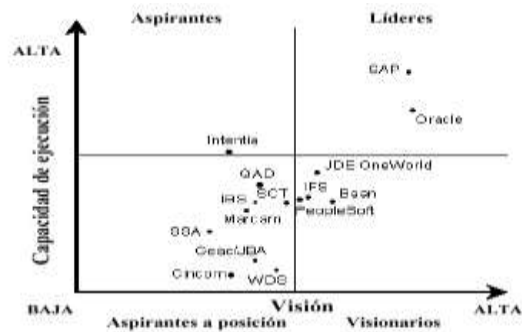 Aspirantes Líderes
ALTA
SAP
Oracle
Intentia
JDE OneWorld
QAD
IBS SCT IFS Baan
Marcam PeopleSoft
SSA
Geac/JBA
Cincom WDS
Capacidad de ejecución
BAJA Visión ALTA
Aspirantes a posición Visionarios